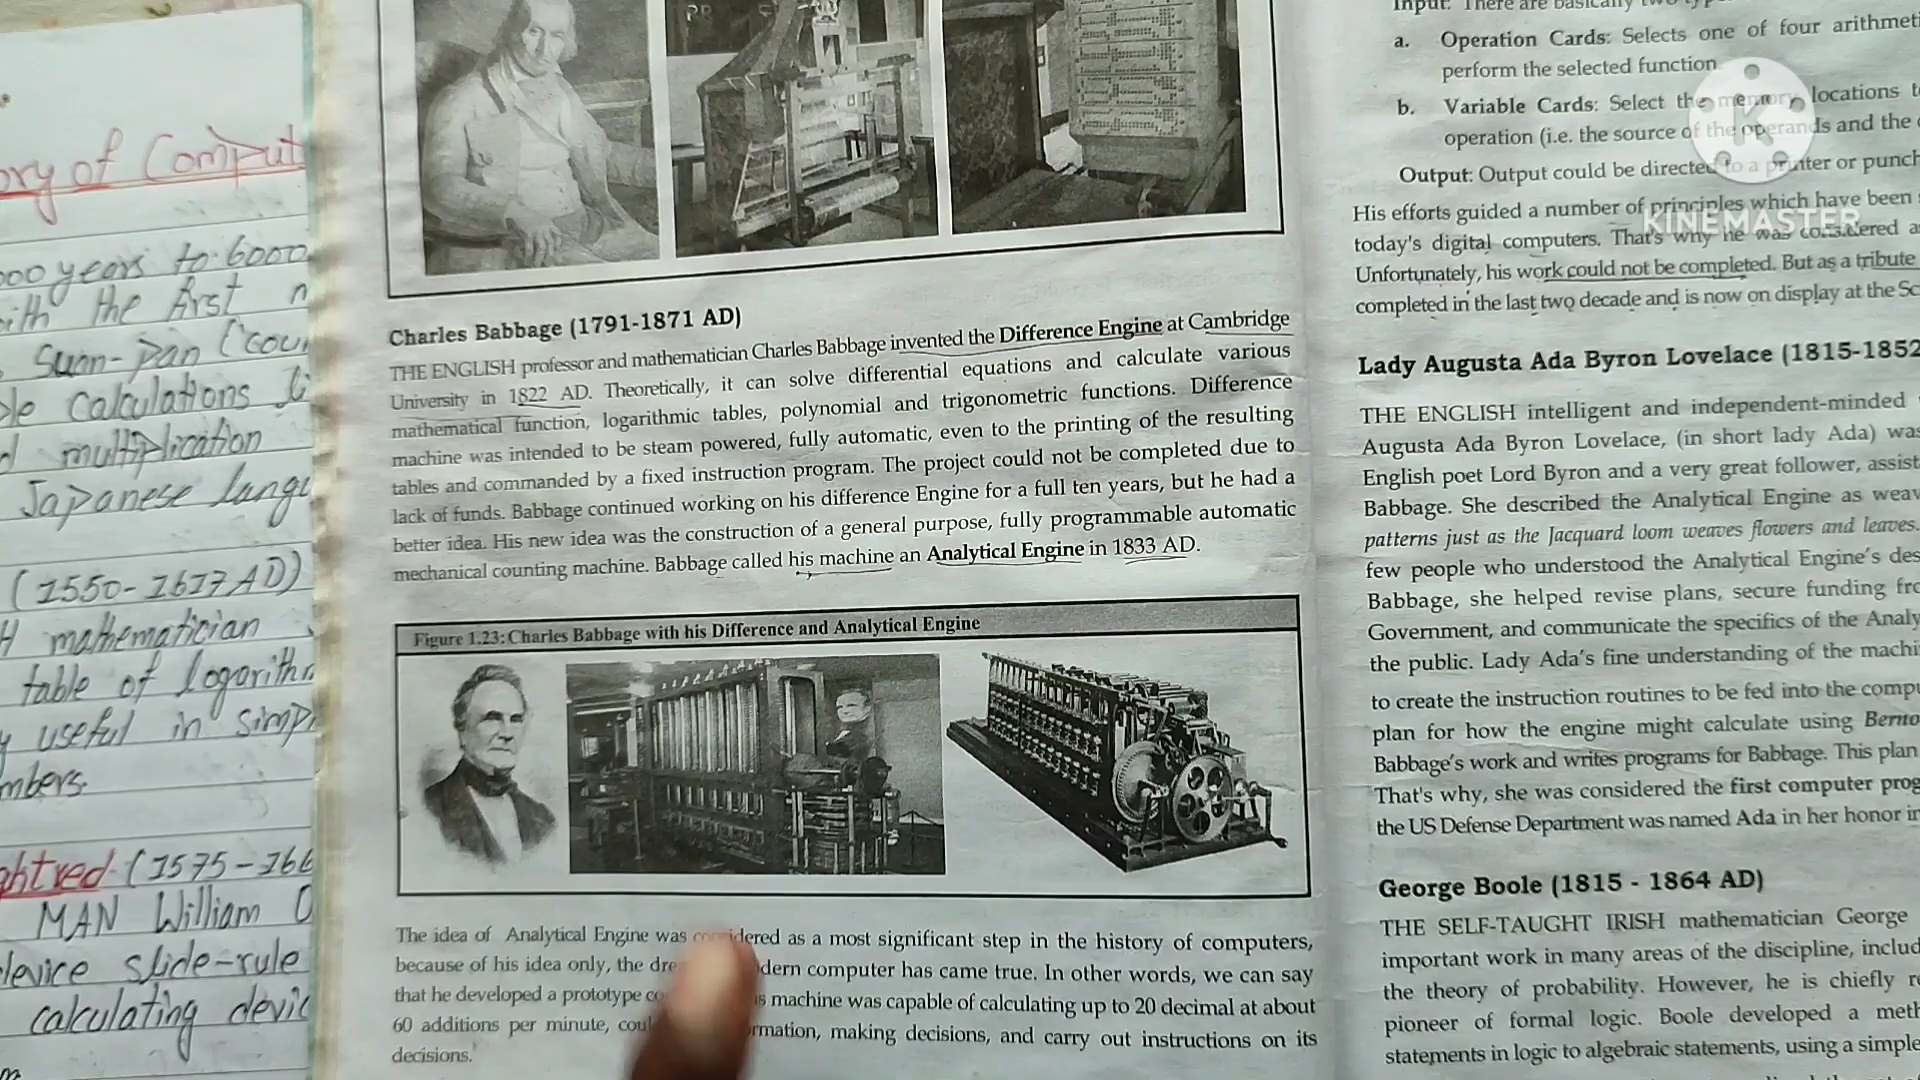 ory of Comput
000 years to 6000
with the first n
Suan-pan ("cou
ple calculations li
d multiplication
Japanese langu
(1550-1617 AD)
H mathematician
table of logarithm
y useful in simp
mbers.
ghtred (1575-166
MAN William O
device slide-rule
calculating devic
Charles Babbage (1791-1871 AD)
THE ENGLISH professor and mathematician Charles Babbage invented the Difference Engine at Cambridge
University in 1822 AD. Theoretically, it can solve differential equations and calculate various
mathematical function, logarithmic tables, polynomial and trigonometric functions. Difference
machine was intended to be steam powered, fully automatic, even to the printing of the resulting
tables and commanded by a fixed instruction program. The project could not be completed due to
lack of funds. Babbage continued working on his difference Engine for a full ten years, but he had a
better idea. His new idea was the construction of a general purpose, fully programmable automatic
mechanical counting machine. Babbage called his machine an Analytical Engine in 1833 AD.
Figure 1.23: Charles Babbage with his Difference and Analytical Engine
The idea of Analytical Engine was considered as a most significant step in the history of computers,
because of his idea only, the dre dern computer has came true. In other words, we can say
that he developed a prototype co s machine was capable of calculating up to 20 decimal at about
60 additions per minute, coul rmation, making decisions, and carry out instructions on its
decisions.
Input: There are basically two typ
a. Operation Cards: Selects one of four arithmeti
perform the selected function
b. Variable Cards: Select the memory locations t
operation (i.e. the source of the operands and the
Output: Output could be directed to a printer or punch
His efforts guided a number of principles which have been
today's digital computers. That's why he was considered a
Unfortunately, his work could not be completed. But as a tribute
completed in the last two decade and is now on display at the Sc
KINEMASTER
Lady Augusta Ada Byron Lovelace (1815-1852
THE ENGLISH intelligent and independent-minded
Augusta Ada Byron Lovelace, (in short lady Ada) was
English poet Lord Byron and a very great follower, assist
Babbage. She described the Analytical Engine as weav
patterns just as the Jacquard loom weaves flowers and leaves.
few people who understood the Analytical Engine's des
Babbage, she helped revise plans, secure funding fro
Government, and communicate the specifics of the Analy
the public. Lady Ada's fine understanding of the machi
to create the instruction routines to be fed into the compu
plan for how the engine might calculate using Berno
Babbage's work and writes programs for Babbage. This plan
That's why, she was considered the first computer prog
the US Defense Department was named Ada in her honor in
George Boole (1815 - 1864 AD)
THE SELF-TAUGHT IRISH mathematician George
important work in many areas of the discipline, includ
the theory of probability. However, he is chiefly r
pioneer of formal logic. Boole developed a meth
statements in logic to algebraic statements, using a simple